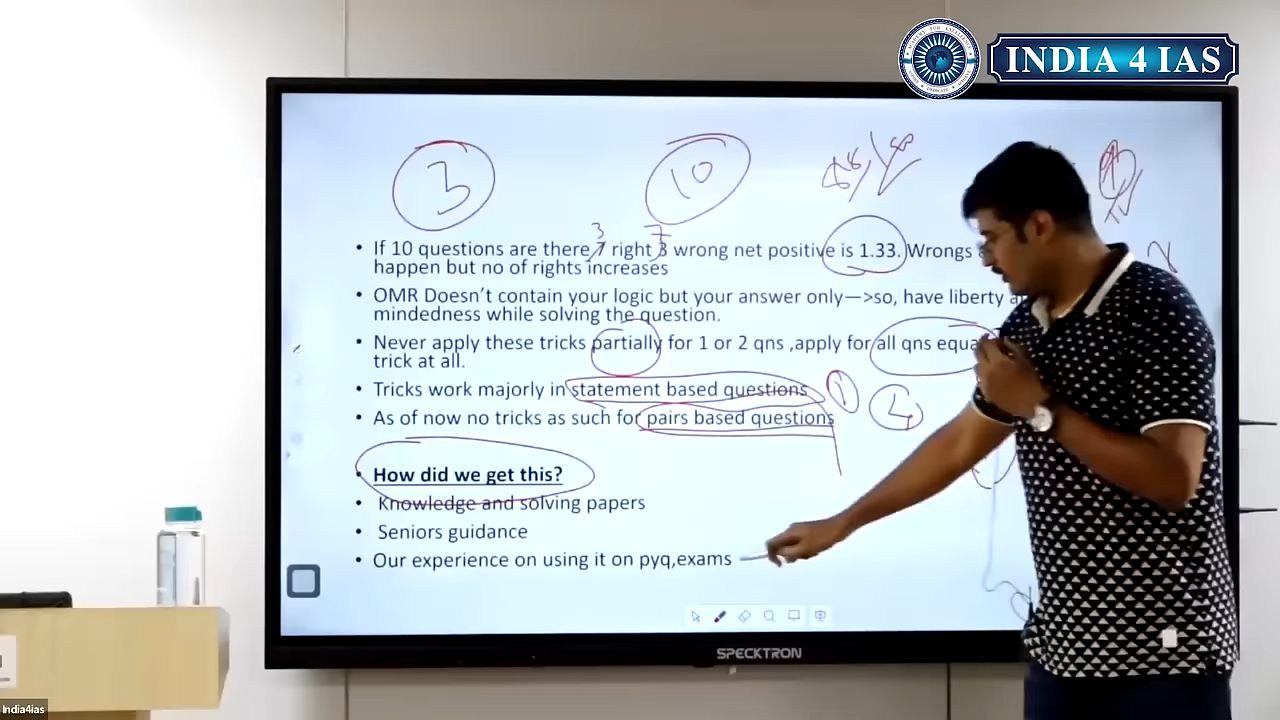 INDIA 4 IAS
3
10
• If 10 questions are there 7 right 3 wrong net positive is 1.33. Wrongs
3 7
happen but no of rights increases
• OMR Doesn't contain your logic but your answer only—>so, have liberty
mindedness while solving the question.
• Never apply these tricks partially for 1 or 2 qns ,apply for all qns
trick at all.
• Tricks work majorly in statement based questions
• As of now no tricks as such for pairs based questions
• How did we get this?
• Knowledge and solving papers
• Seniors guidance
• Our experience on using it on pyq,exams
SPECKTRON
India4ias